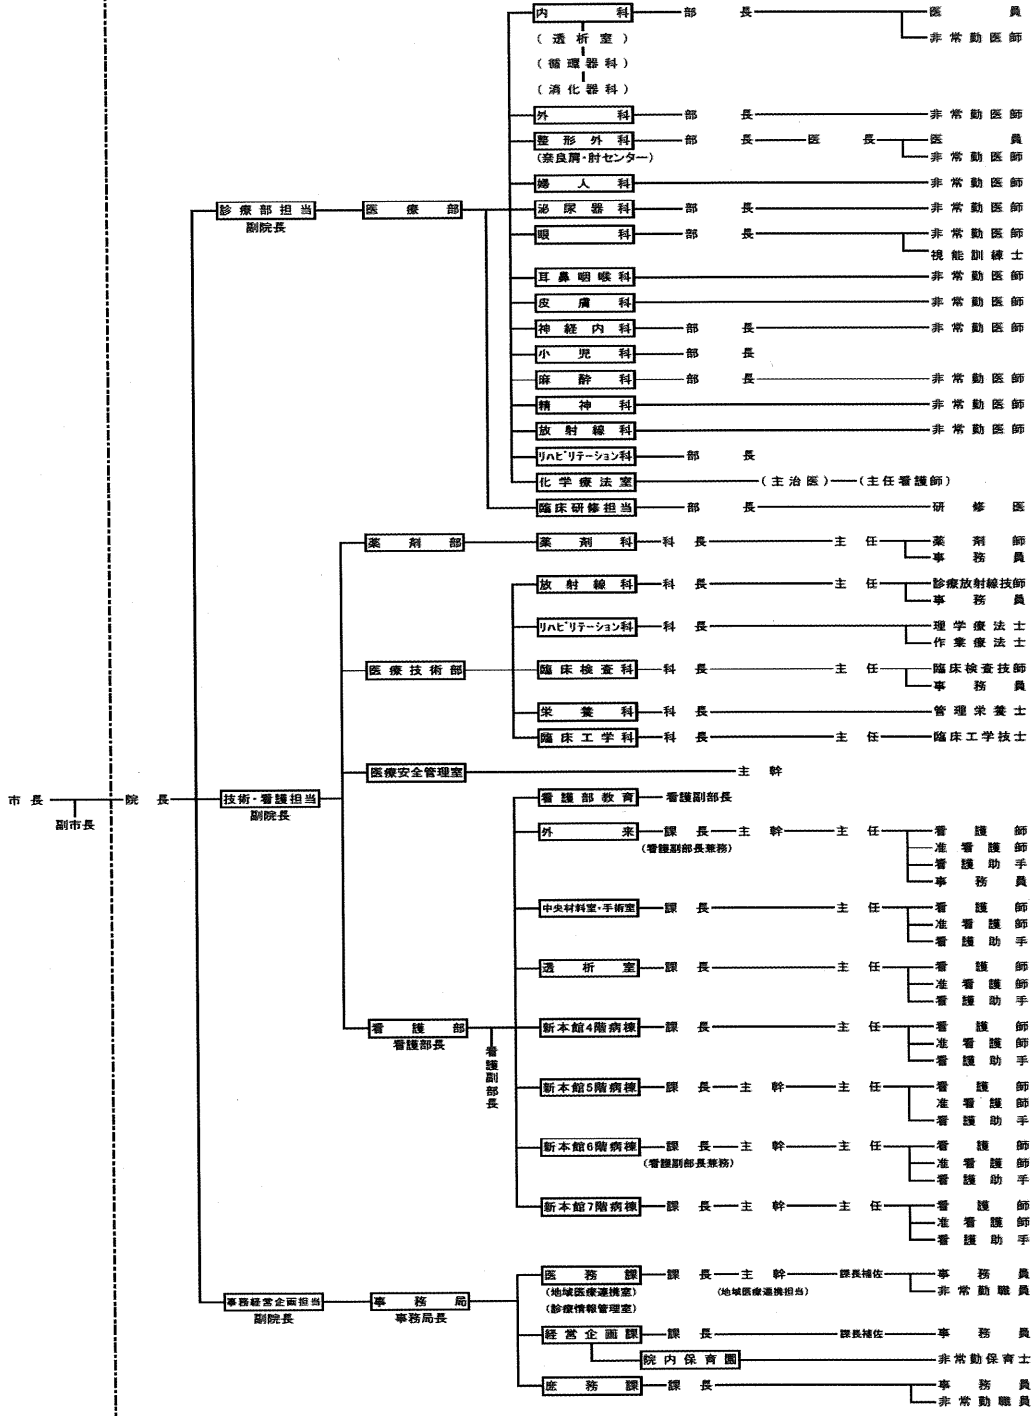 内科 部長 医員
非常勤医師
(透析室)
(循環器科)
(消化器科)
外科 部長 非常勤医師
整形外科 部長 医長 医員
(奈良肩・肘センター) 非常勤医師
婦人科 非常勤医師
診療部担当 医療部 泌尿器科 部長 非常勤医師
副院長
眼科 部長 非常勤医師
視能訓練士
耳鼻咽喉科 非常勤医師
皮膚科 非常勤医師
神経内科 部長 非常勤医師
小児科 部長
麻酔科 部長 非常勤医師
精神科 非常勤医師
放射線科 非常勤医師
リハビリテーション科 部長
化学療法室 (主治医) (主任看護師)
臨床研修担当 部長 研修医
薬剤部 薬剤科 科長 主任 薬剤師
事務員
放射線科 科長 主任 診療放射線技師
事務員
リハビリテーション科 科長 理学療法士
作業療法士
医療技術部 臨床検査科 科長 主任 臨床検査技師
事務員
栄養科 科長 管理栄養士
臨床工学科 科長 主任 臨床工学技士
医療安全管理室 主幹
市長 院長 技術・看護担当 看護部教育 看護副部長
副市長 副院長
外来 課長 主幹 主任 看護師
(看護副部長兼務) 准看護師
看護助手
事務員
中央材料室・手術室 課長 主任 看護師
准看護師
看護助手
透析室 課長 主任 看護師
准看護師
看護助手
看護部 新本館4階病棟 課長 主任 看護師
看護部長 看護副部長 准看護師
看護助手
新本館5階病棟 課長 主幹 主任 看護師
准看護師
看護助手
新本館6階病棟 課長 主幹 主任 看護師
(看護副部長兼務) 准看護師
看護助手
新本館7階病棟 課長 主幹 主任 看護師
准看護師
看護助手
医務課 課長 主幹 課長補佐 事務員
(地域医療連携室) (地域医療連携担当) 非常勤職員
(診療情報管理室)
事務経営企画担当 事務局
副院長 事務局長
経営企画課 課長 課長補佐 事務員
院内保育園 非常勤保育士
庶務課 課長 事務員
非常勤職員